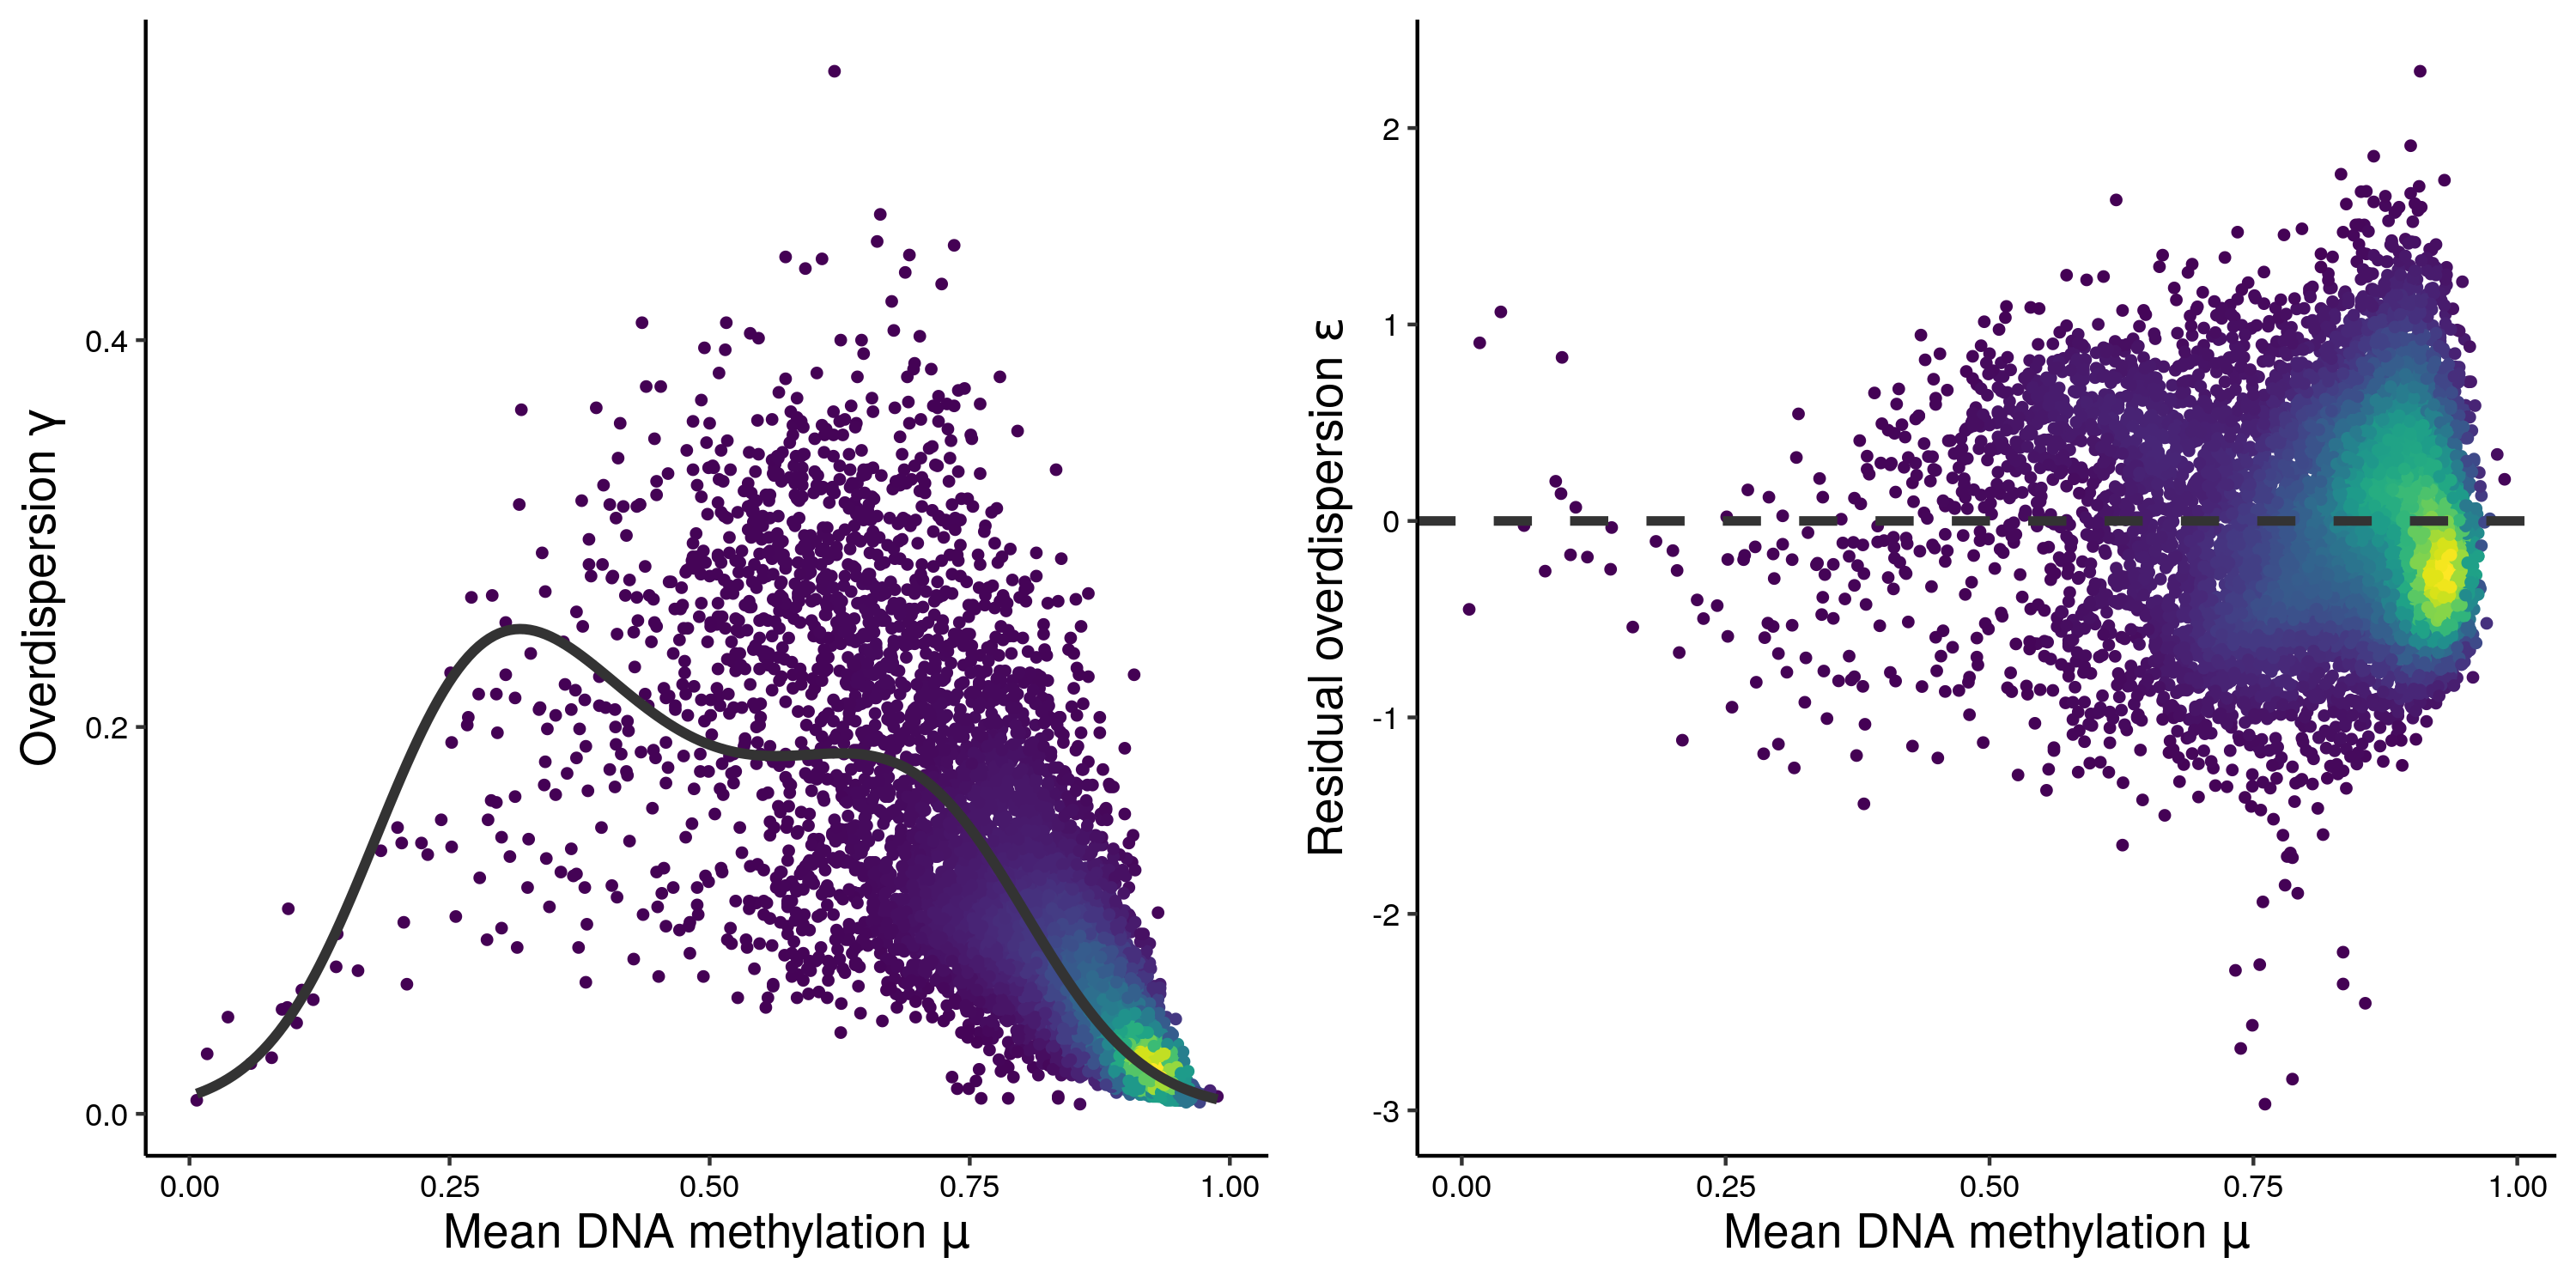 Overdispersion γ
0.4
0.2
0.0
0.00 0.25 0.50 0.75 1.00
Mean DNA methylation μ
Residual overdispersion ε
2
1
0
-1
-2
-3
0.00 0.25 0.50 0.75 1.00
Mean DNA methylation μ